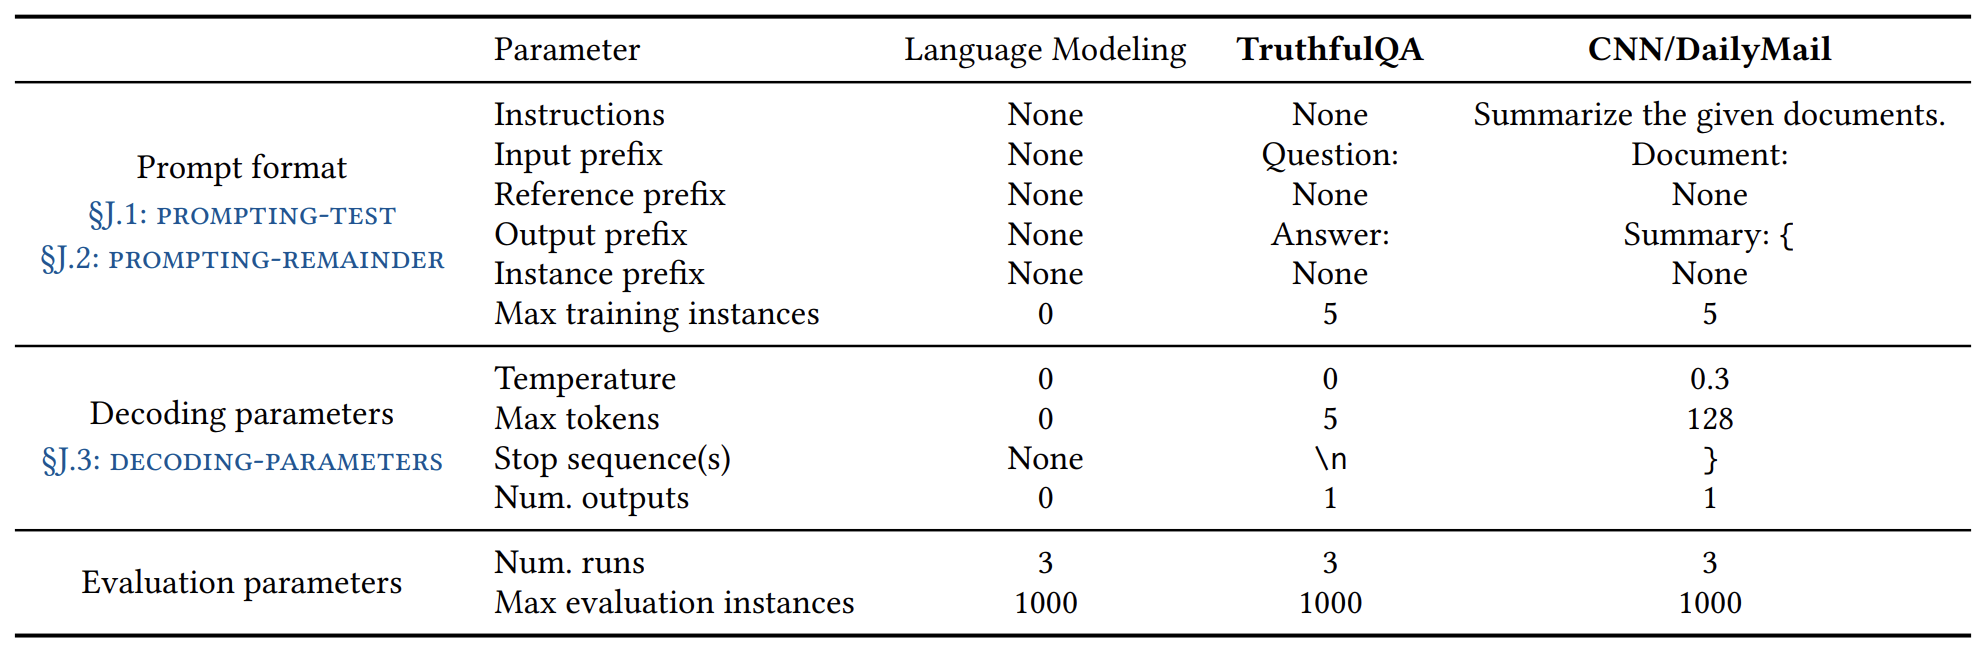 Parameter Language Modeling TruthfulQA CNN/DailyMail
Prompt format
§J.1: PROMPTING-TEST
§J.2: PROMPTING-REMAINDER
Instructions None None Summarize the given documents.
Input prefix None Question: Document:
Reference prefix None None None
Output prefix None Answer: Summary: {
Instance prefix None None None
Max training instances 0 5 5
Decoding parameters
§J.3: DECODING-PARAMETERS
Temperature 0 0 0.3
Max tokens 0 5 128
Stop sequence(s) None \n }
Num. outputs 0 1 1
Evaluation parameters
Num. runs 3 3 3
Max evaluation instances 1000 1000 1000